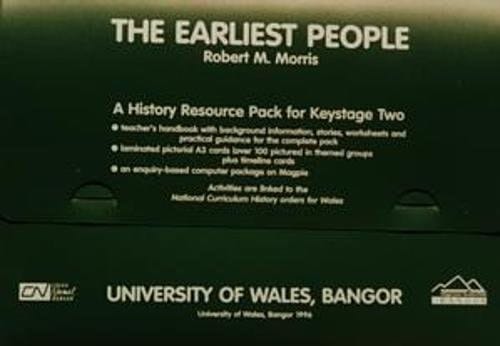 THE EARLIEST PEOPLE
Robert M. Morris
A History Resource Pack for Keystage Two
teacher's handbook with background information, stories, worksheets and
practical guidance for the complete pack
laminated pictorial A3 cards (over 100 pictures) in themed groups
plus timeline cards
an enquiry-based computer package on Magpie
Activities are linked to the
National Curriculum History orders for Wales
UNIVERSITY OF WALES, BANGOR
University of Wales, Bangor 1996